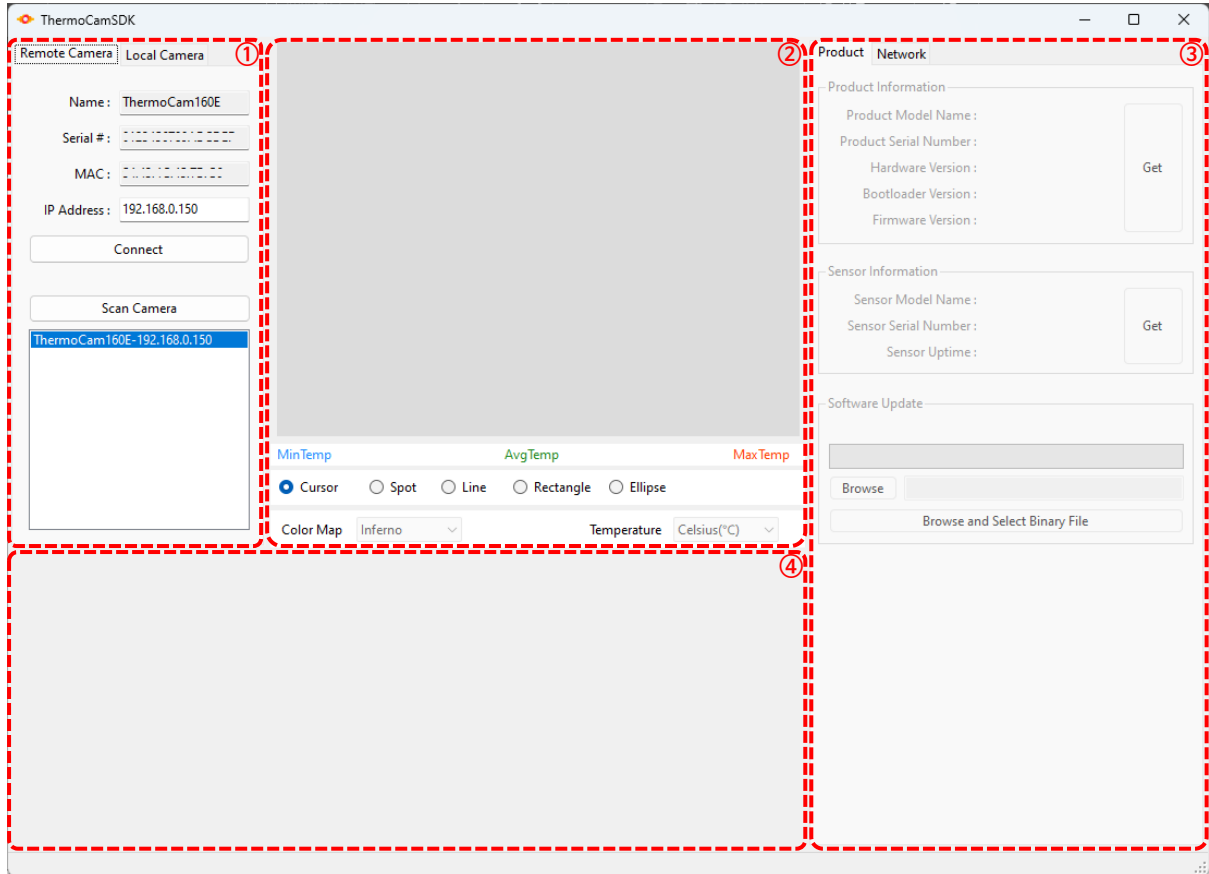 ThermoCamSDK
Remote Camera Local Camera ①
Name : ThermoCam160E
Serial # :
MAC :
IP Address : 192.168.0.150
Connect
Scan Camera
ThermoCam160E-192.168.0.150
②
MinTemp AvgTemp MaxTemp
Cursor Spot Line Rectangle Ellipse
Color Map Inferno Temperature Celsius(°C)
Product Network ③
Product Information
Product Model Name :
Product Serial Number :
Hardware Version :
Bootloader Version :
Firmware Version :
Get
Sensor Information
Sensor Model Name :
Sensor Serial Number :
Sensor Uptime :
Get
Software Update
Browse
Browse and Select Binary File
④